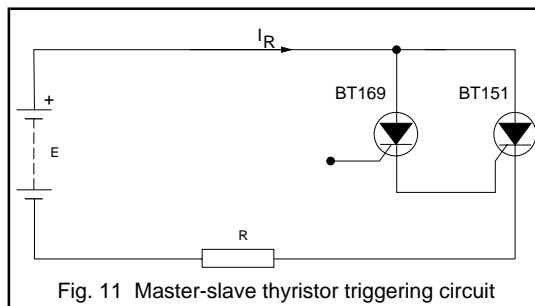 I_R
BT169
BT151
+
E
R
Fig. 11 Master-slave thyristor triggering circuit